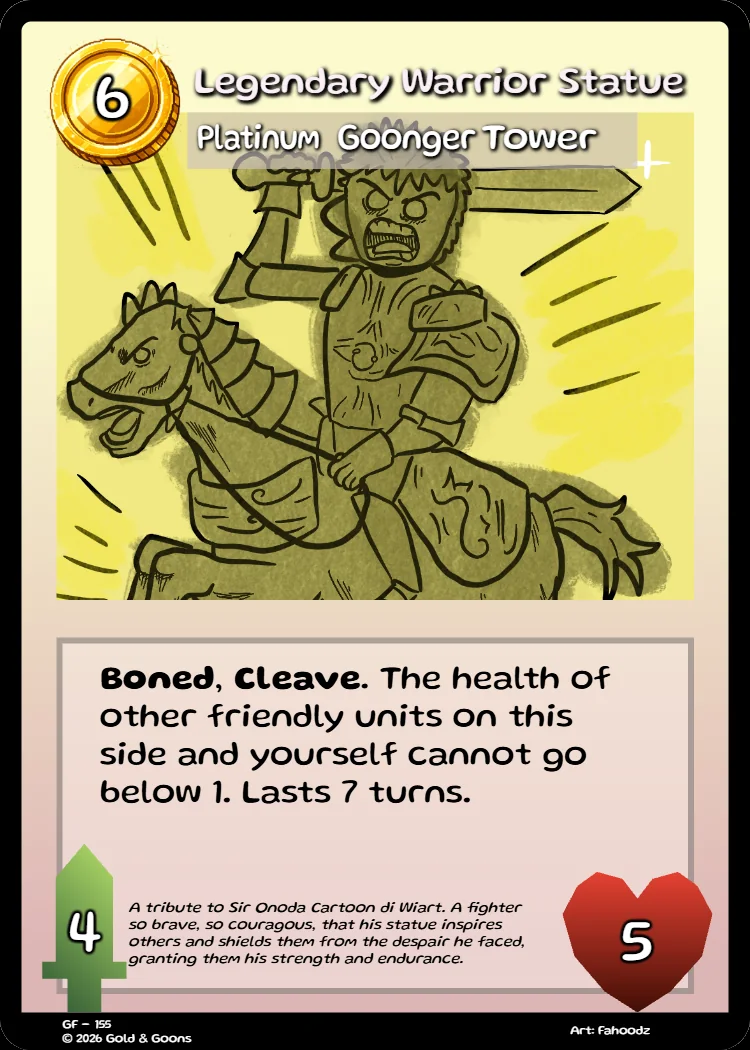 6
Legendary Warrior Statue
Platinum Goonger Tower
Boned, Cleave. The health of
other friendly units on this
side and yourself cannot go
below 1. Lasts 7 turns.
A tribute to Sir Onoda Cartoon di Wiart. A fighter
so brave, so couragous, that his statue inspires
others and shields them from the despair he faced,
granting them his strength and endurance.
4
5
GF - 155
© 2026 Gold & Goons
Art: Fahoodz